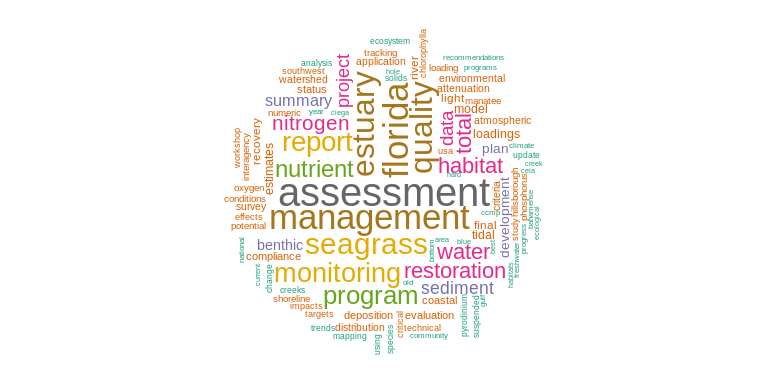 ecosystem
tracking
application
analysis
southwest
watershed
status
summary
numeric
year
ciega
nitrogen
project
hole
solids
river
chlorophylla
recommendations
programs
loading
environmental
attenuation
light
manatee
model
atmospheric
loadings
data
total
usa
plan
climate
update
creek
ceia
estuary
florida
quality
workshop
interagency
recovery
estimates
report
nutrient
habitat
hard
oxygen
conditions
survey
effects
potential
assessment
management
criteria
ccmp
final
tidal
study
hillsborough
phosphorus
bahamense
ecological
development
progress
freshwater
habitats
best
national
benthic
compliance
seagrass
bottom
area
blue
water
current
change
monitoring
restoration
creeks
shoreline
impacts
targets
program
old
sediment
coastal
gulf
suspended
pyrodinium
deposition
evaluation
critical
technical
trends
distribution
mapping
using
species
community